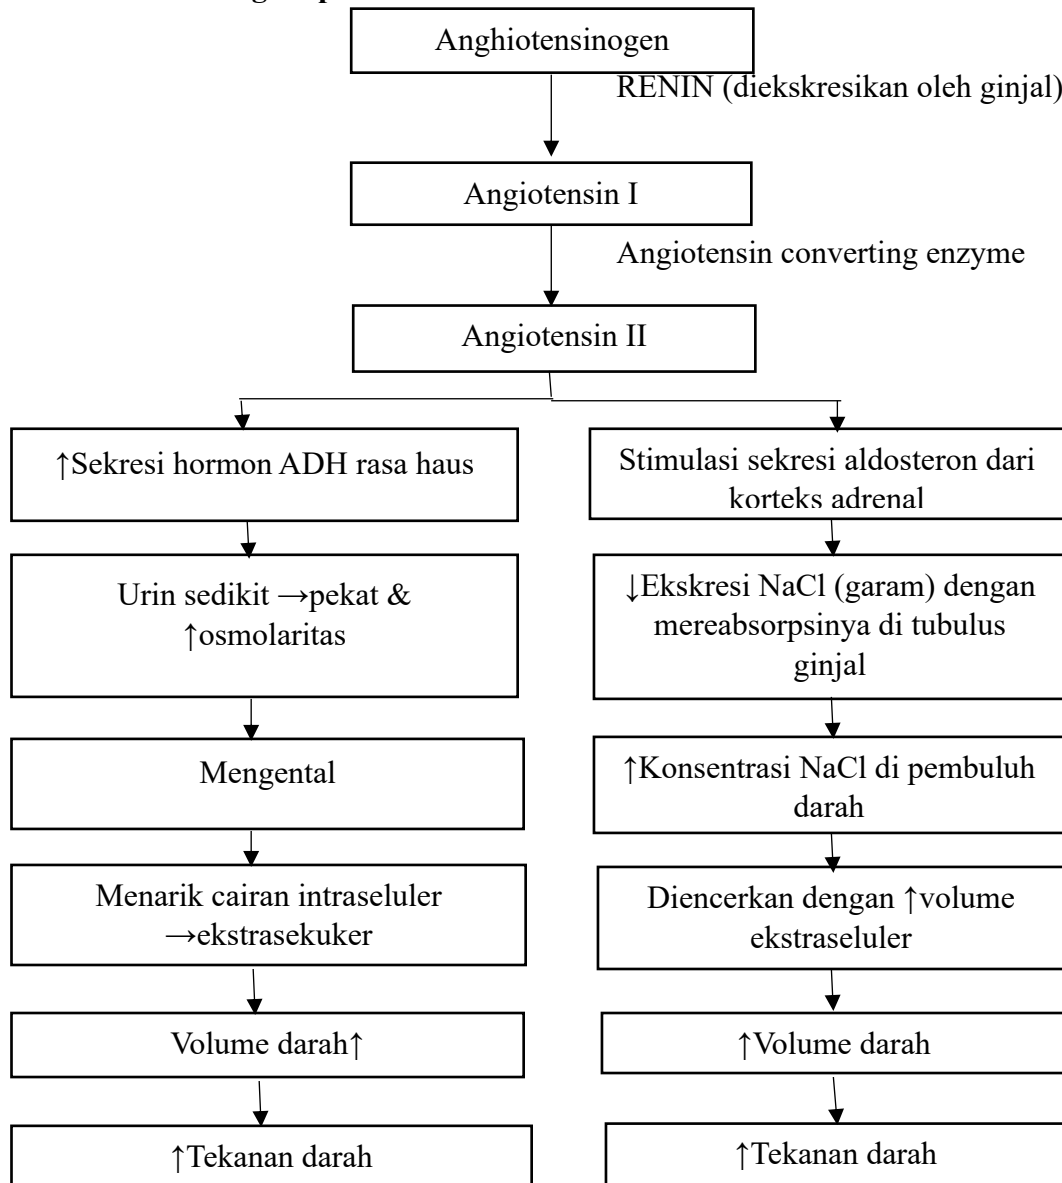 Anghiotensinogen
RENIN (diekskresikan oleh ginjal)
Angiotensin I
Angiotensin converting enzyme
Angiotensin II
↑Sekresi hormon ADH rasa haus
Urin sedikit →pekat &
↑osmolaritas
Mengental
Menarik cairan intraseluler
→ekstrasekuker
Volume darah↑
↑Tekanan darah
Stimulasi sekresi aldosteron dari
korteks adrenal
↓Ekskresi NaCl (garam) dengan
mereabsorpsinya di tubulus
ginjal
↑Konsentrasi NaCl di pembuluh
darah
Diencerkan dengan ↑volume
ekstraseluler
↑Volume darah
↑Tekanan darah